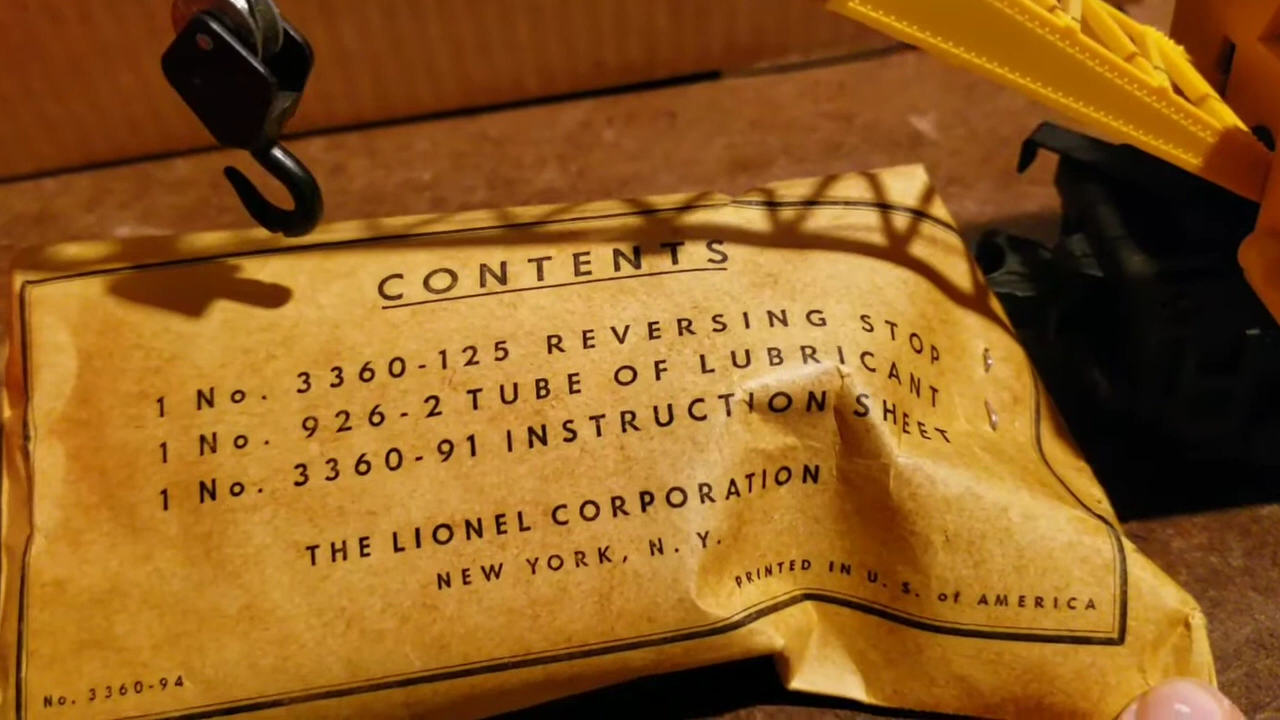 CONTENTS
1 No. 3360-125 REVERSING STOP
1 No. 926-2 TUBE OF LUBRICANT
1 No. 3360-91 INSTRUCTION SHEET
THE LIONEL CORPORATION
NEW YORK, N. Y.
PRINTED IN U. S. of AMERICA
No. 3360-94